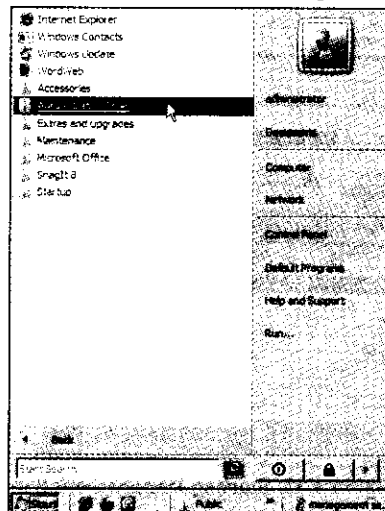 Internet Explorer
Windows Contacts
Windows Update
WordWeb
Accessories
Extras and upgrades
Maintenance
Microsoft Office
SnagIt 8
Startup
Back
Start Search
Documents
Computer
Network
Control Panel
Default Programs
Help and Support
Run...
Start
Public